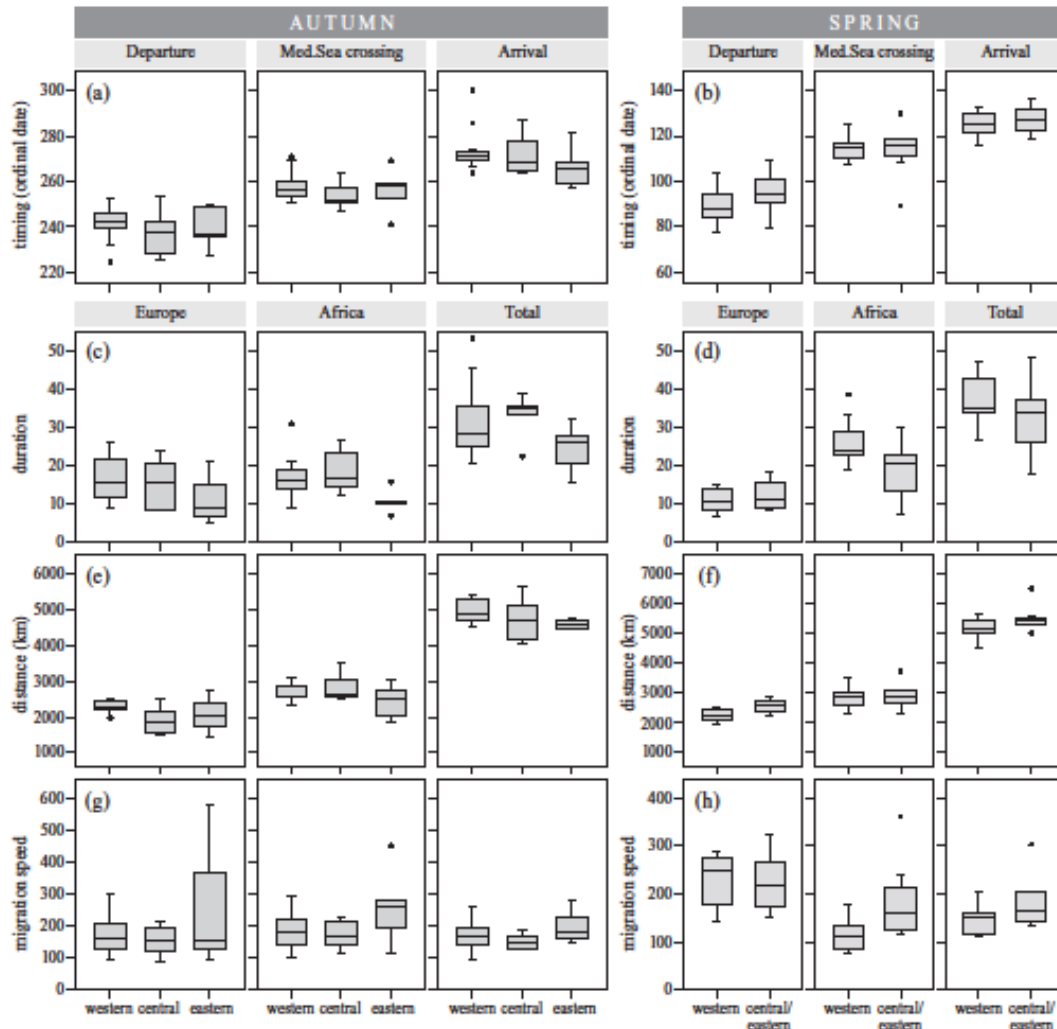 AUTUMN SPRING
Departure Med.Sea crossing Arrival Departure Med.Sea crossing Arrival
(a) (b)
timing (ordinal date)
300
280
260
240
220
timing (ordinal date)
140
120
100
80
60
Europe Africa Total Europe Africa Total
(c) (d)
duration
50
40
30
20
10
0
duration
50
40
30
20
10
0
(e) (f)
distance (km)
6000
5000
4000
3000
2000
1000
distance (km)
7000
6000
5000
4000
3000
2000
1000
(g) (h)
migration speed
600
500
400
300
200
100
0
migration speed
400
300
200
100
0
western central eastern western central eastern western central eastern western central/ western central/ western central/
eastern eastern eastern